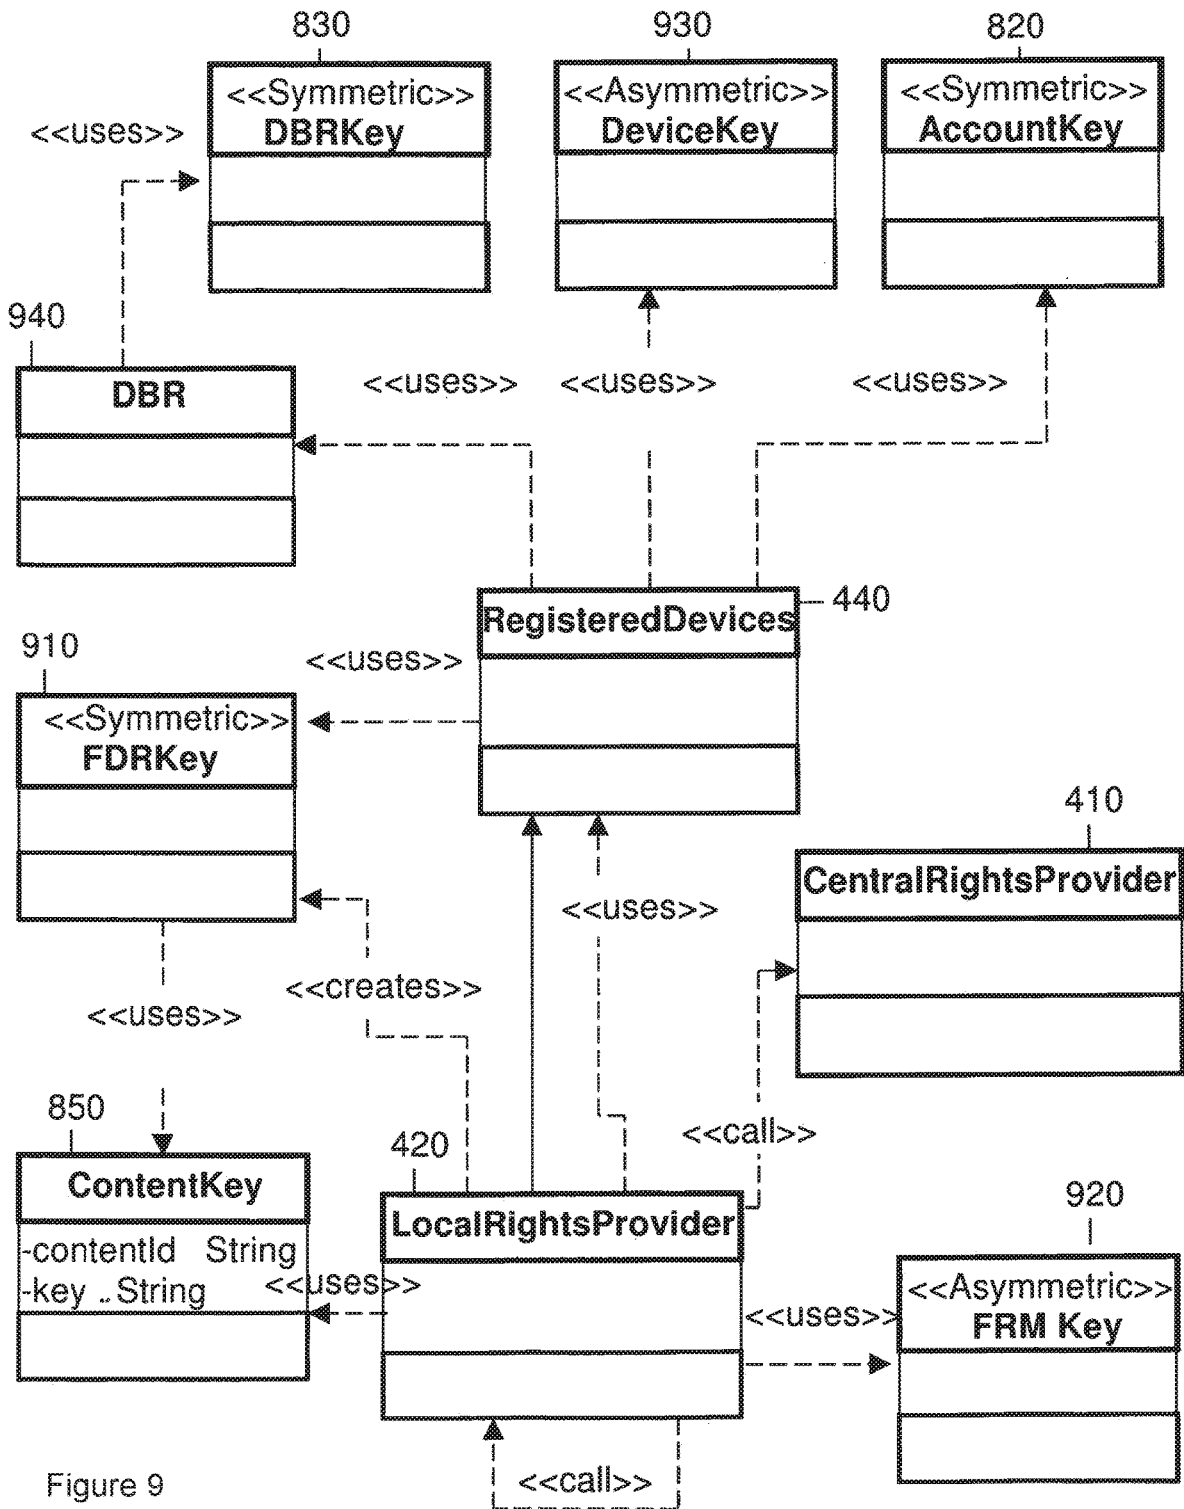 830
930
820
<<Symmetric>>
DBRKey
<<Asymmetric>>
DeviceKey
<<Symmetric>>
AccountKey
<<uses>>
940
DBR
<<uses>>
<<uses>>
<<uses>>
RegisteredDevices
440
910
<<uses>>
<<Symmetric>>
FDRKey
410
CentralRightsProvider
<<uses>>
<<creates>>
<<uses>>
850
420
<<call>>
ContentKey
-contentId String
-key .. String
<<uses>>
LocalRightsProvider
920
<<uses>>
<<Asymmetric>>
FRM Key
<<call>>
Figure 9